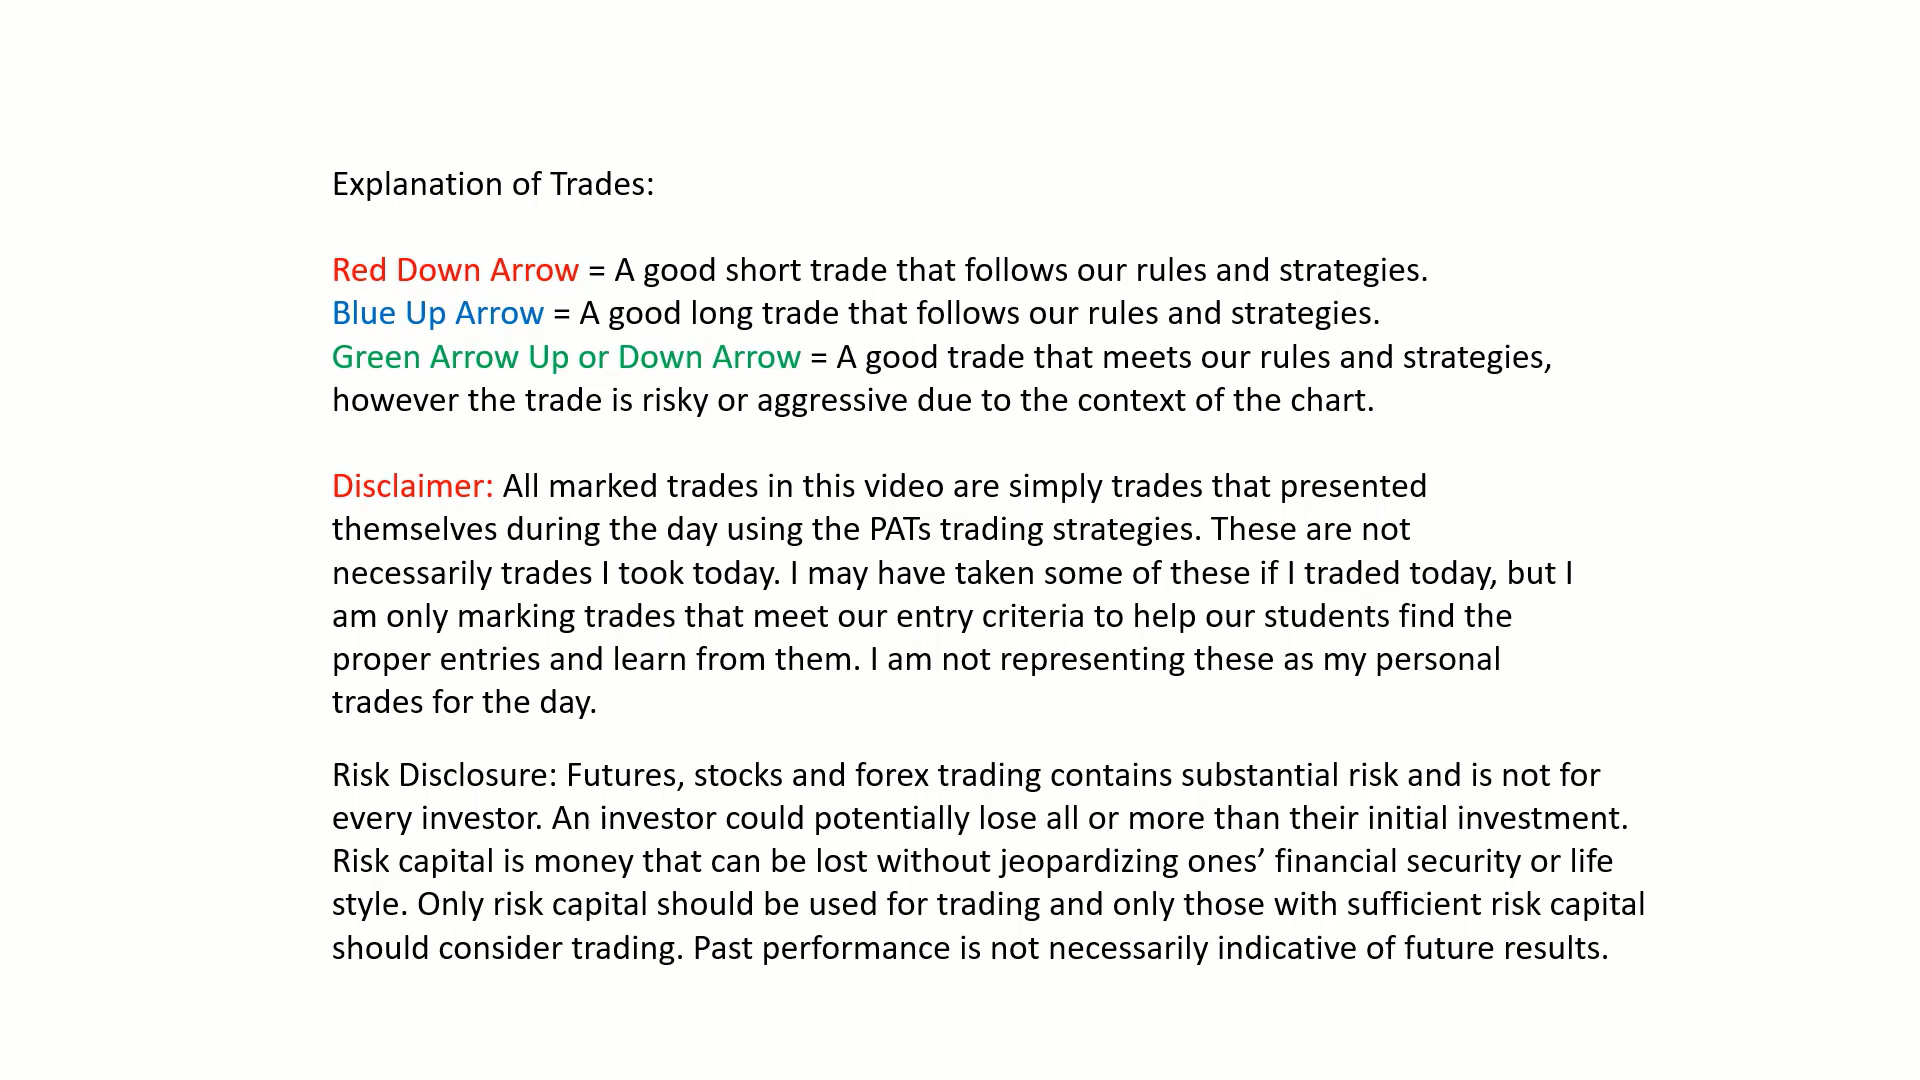 Explanation of Trades:
Red Down Arrow = A good short trade that follows our rules and strategies.
Blue Up Arrow = A good long trade that follows our rules and strategies.
Green Arrow Up or Down Arrow = A good trade that meets our rules and strategies,
however the trade is risky or aggressive due to the context of the chart.
Disclaimer: All marked trades in this video are simply trades that presented
themselves during the day using the PATs trading strategies. These are not
necessarily trades I took today. I may have taken some of these if I traded today, but I
am only marking trades that meet our entry criteria to help our students find the
proper entries and learn from them. I am not representing these as my personal
trades for the day.
Risk Disclosure: Futures, stocks and forex trading contains substantial risk and is not for
every investor. An investor could potentially lose all or more than their initial investment.
Risk capital is money that can be lost without jeopardizing ones’ financial security or life
style. Only risk capital should be used for trading and only those with sufficient risk capital
should consider trading. Past performance is not necessarily indicative of future results.